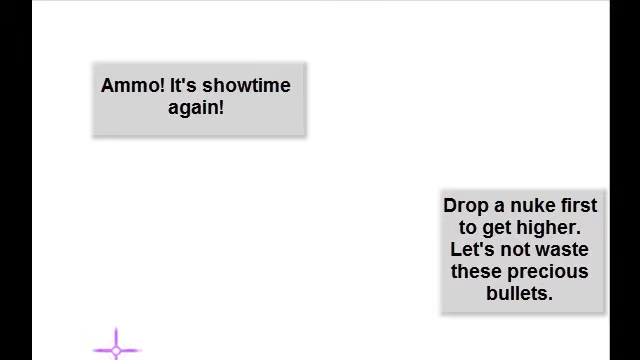 Ammo! It's showtime
again!
Drop a nuke first
to get higher.
Let's not waste
these precious
bullets.